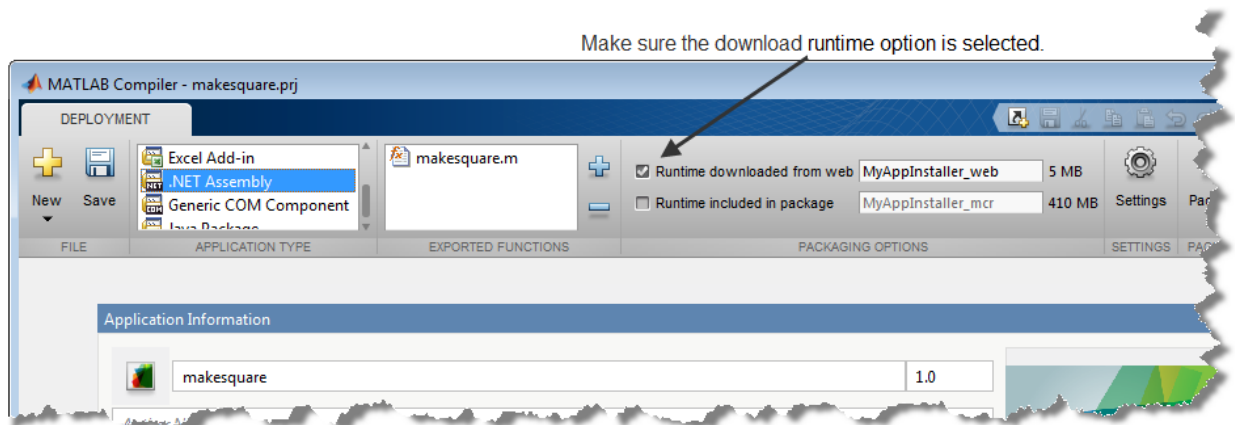 Make sure the download runtime option is selected.
MATLAB Compiler - makesquare.prj
DEPLOYMENT
New
Save
Excel Add-in
.NET Assembly
Generic COM Component
Java Package
makesquare.m
Runtime downloaded from web MyAppInstaller_web 5 MB
Runtime included in package MyAppInstaller_mcr 410 MB
Settings
FILE
APPLICATION TYPE
EXPORTED FUNCTIONS
PACKAGING OPTIONS
SETTINGS
Application Information
makesquare
1.0